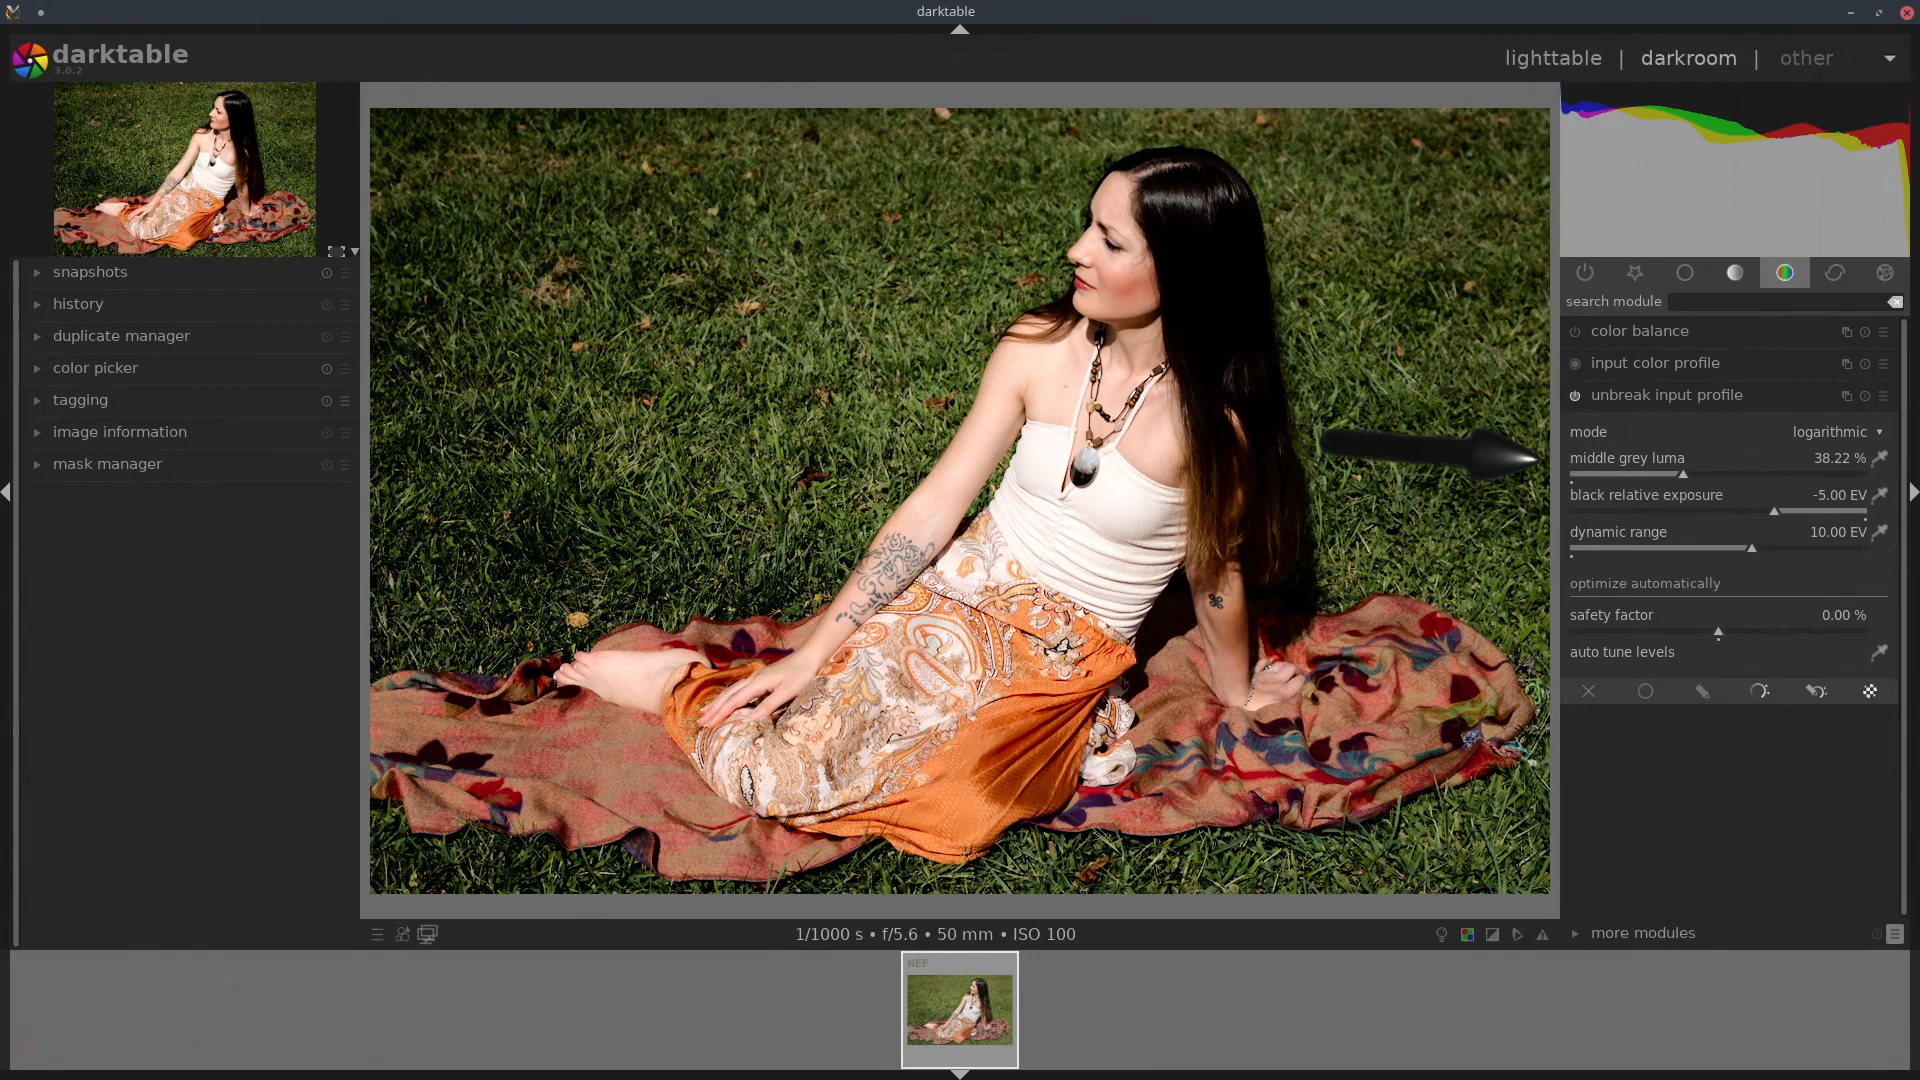 darktable
darktable
3.0.2
lighttable | darkroom | other
snapshots
history
duplicate manager
color picker
tagging
image information
mask manager
search module
color balance
input color profile
unbreak input profile
mode logarithmic
middle grey luma 38.22 %
black relative exposure -5.00 EV
dynamic range 10.00 EV
optimize automatically
safety factor 0.00 %
auto tune levels
1/1000 s • f/5.6 • 50 mm • ISO 100
more modules
NEF